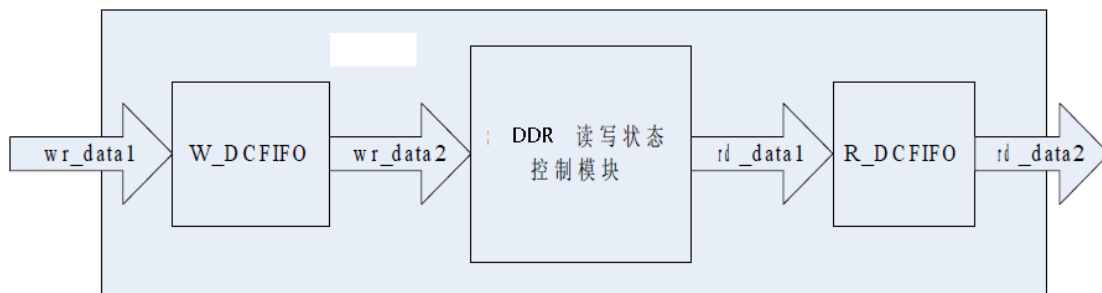 wr_data1
W_DCFIFO
wr_data2
DDR 读写状态
控制模块
rd_data1
R_DCFIFO
rd_data2